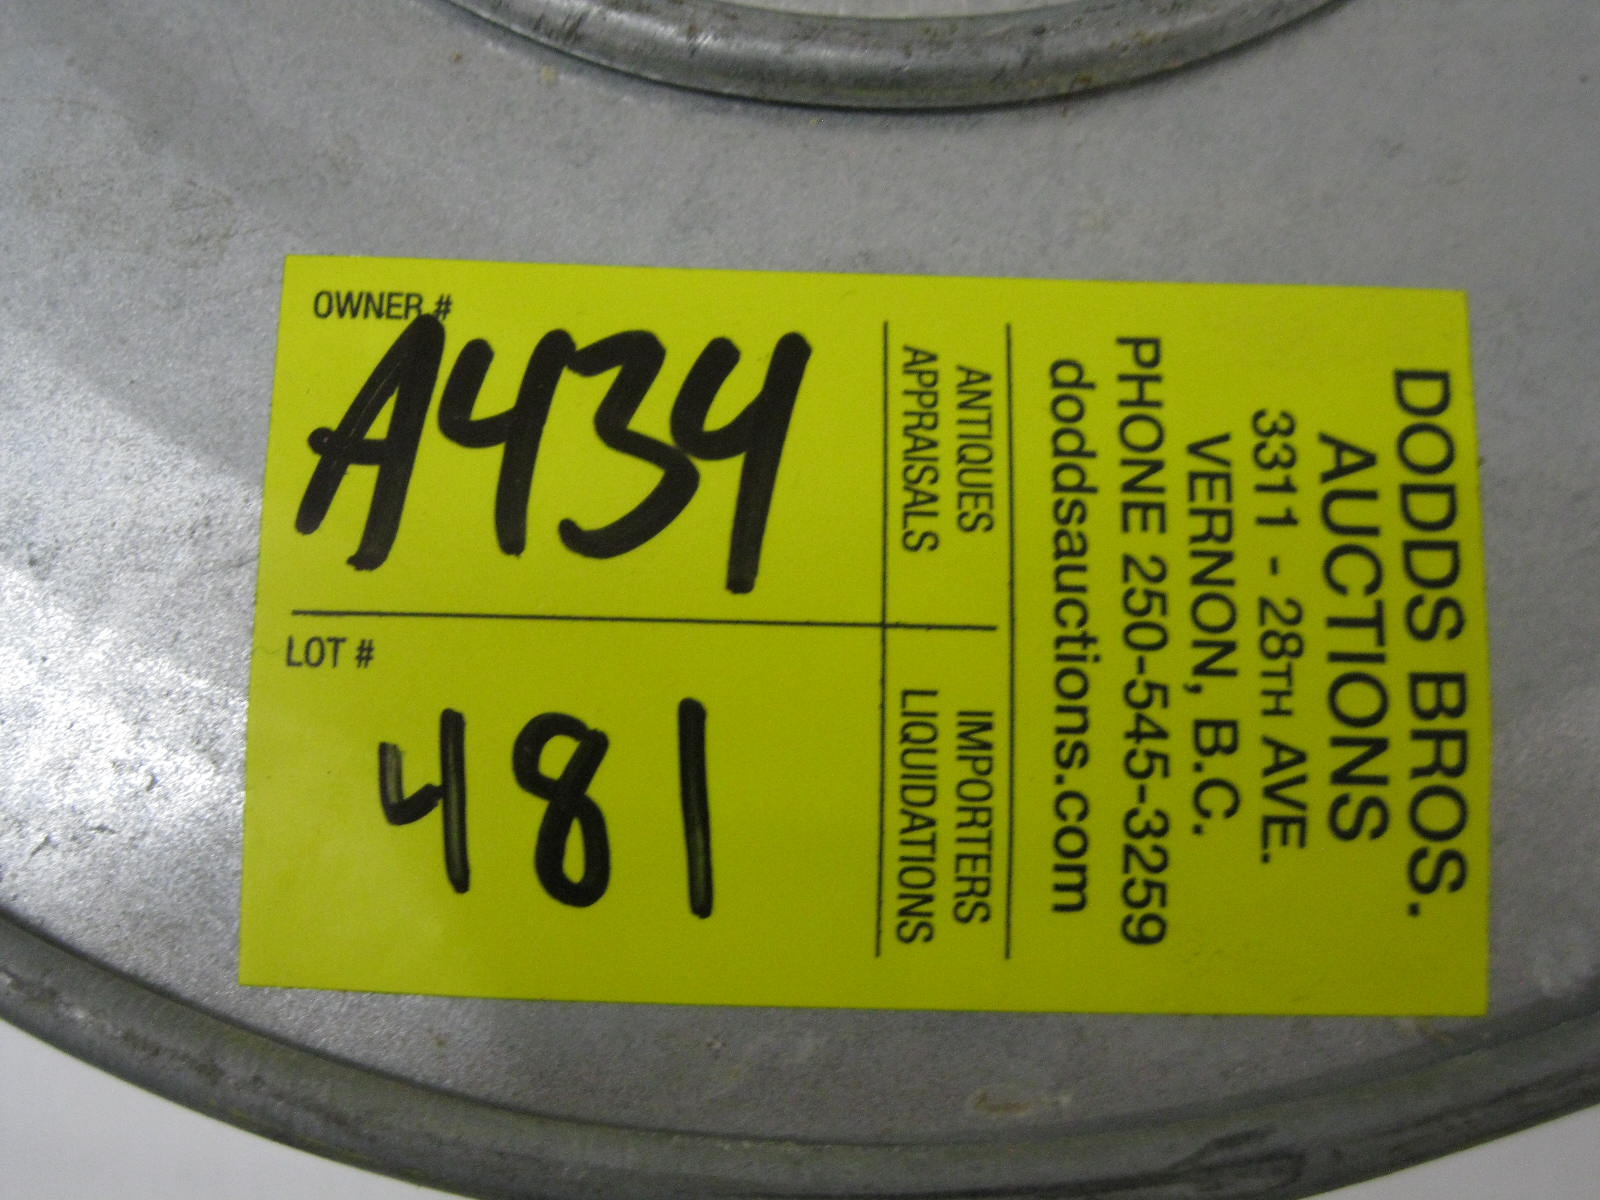 OWNER #
A434
LOT #
481
DODDS BROS.
AUCTIONS
3311 - 28TH AVE.
VERNON, B.C.
PHONE 250-545-3259
doddsauctions.com
ANTIQUES IMPORTERS
APPRAISALS LIQUIDATIONS